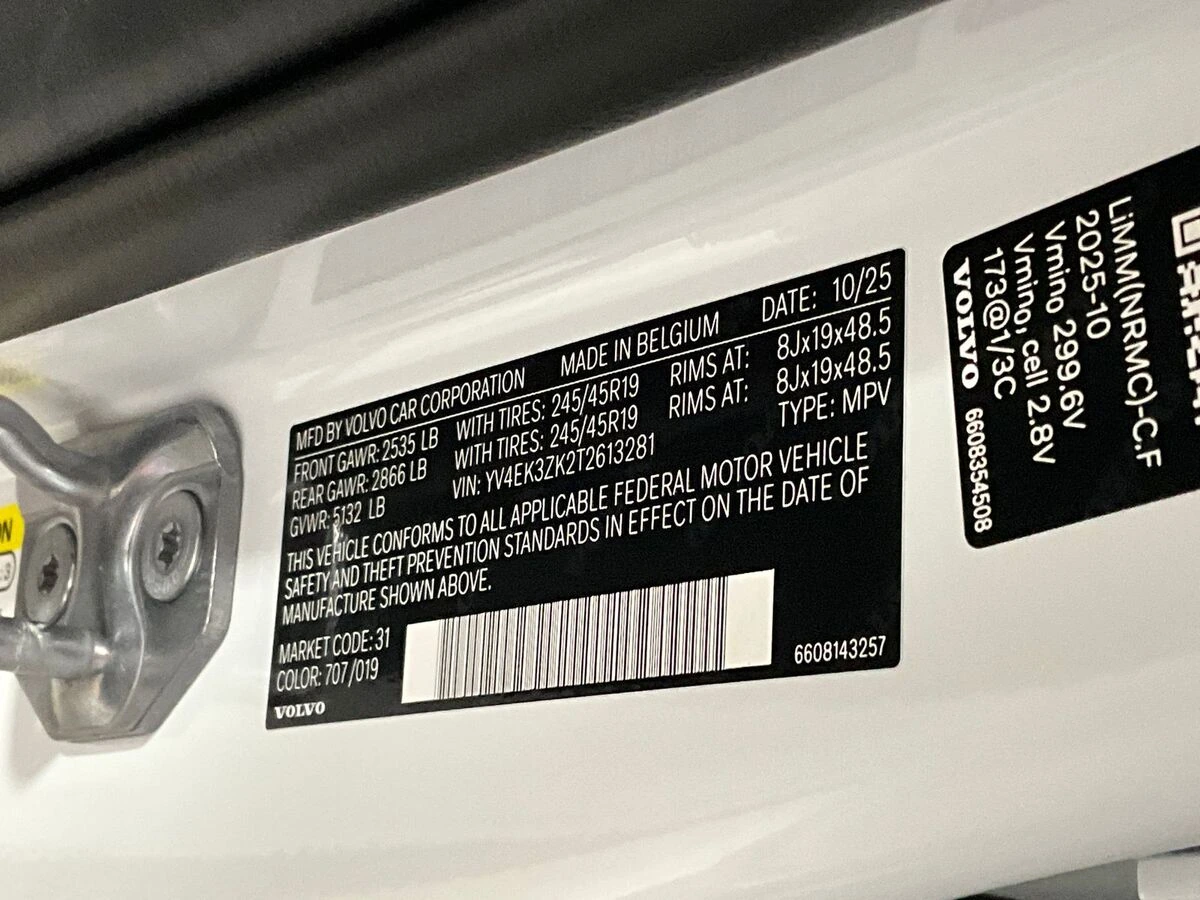 MFD BY VOLVO CAR CORPORATION MADE IN BELGIUM DATE: 10/25
FRONT GAWR: 2535 LB WITH TIRES: 245/45R19 RIMS AT: 8Jx19x48.5
REAR GAWR: 2866 LB WITH TIRES: 245/45R19 RIMS AT: 8Jx19x48.5
GVWR: 5132 LB VIN: YV4EK3ZK2T2613281 TYPE: MPV
THIS VEHICLE CONFORMS TO ALL APPLICABLE FEDERAL MOTOR VEHICLE
SAFETY AND THEFT PREVENTION STANDARDS IN EFFECT ON THE DATE OF
MANUFACTURE SHOWN ABOVE.
MARKET CODE: 31
COLOR: 707/019
VOLVO
6608143257
LiMM(NRMC)-C.F
2025-10
Vmino 299.6V
Vmino, cell 2.8V
173@1/3C
VOLVO 6608354508